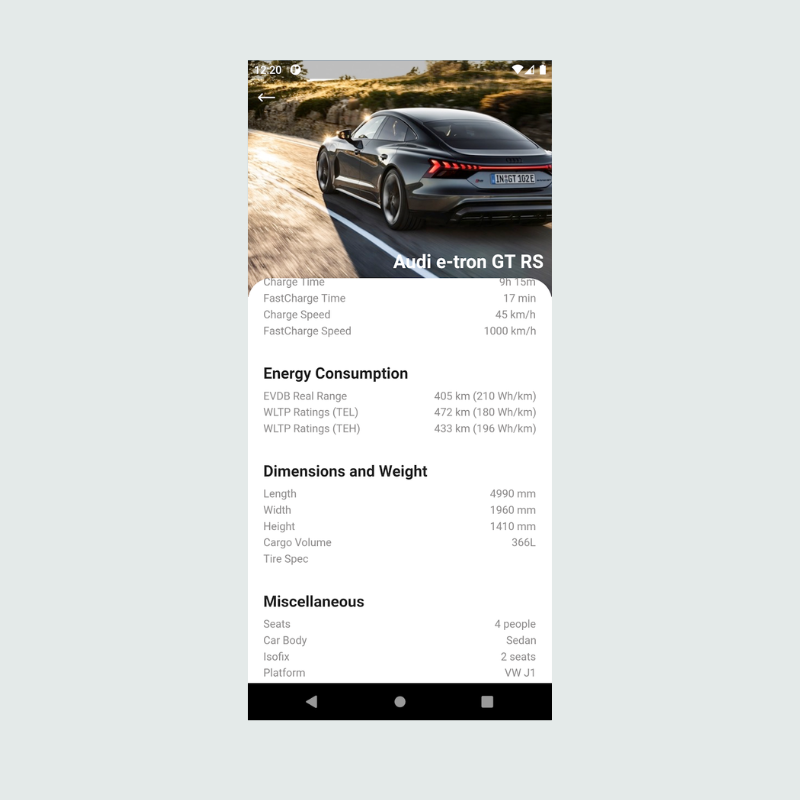 12:20
Audi e-tron GT RS
IN GT 102E
Charge Time 9h 15m
FastCharge Time 17 min
Charge Speed 45 km/h
FastCharge Speed 1000 km/h
Energy Consumption
EVDB Real Range 405 km (210 Wh/km)
WLTP Ratings (TEL) 472 km (180 Wh/km)
WLTP Ratings (TEH) 433 km (196 Wh/km)
Dimensions and Weight
Length 4990 mm
Width 1960 mm
Height 1410 mm
Cargo Volume 366L
Tire Spec
Miscellaneous
Seats 4 people
Car Body Sedan
Isofix 2 seats
Platform VW J1